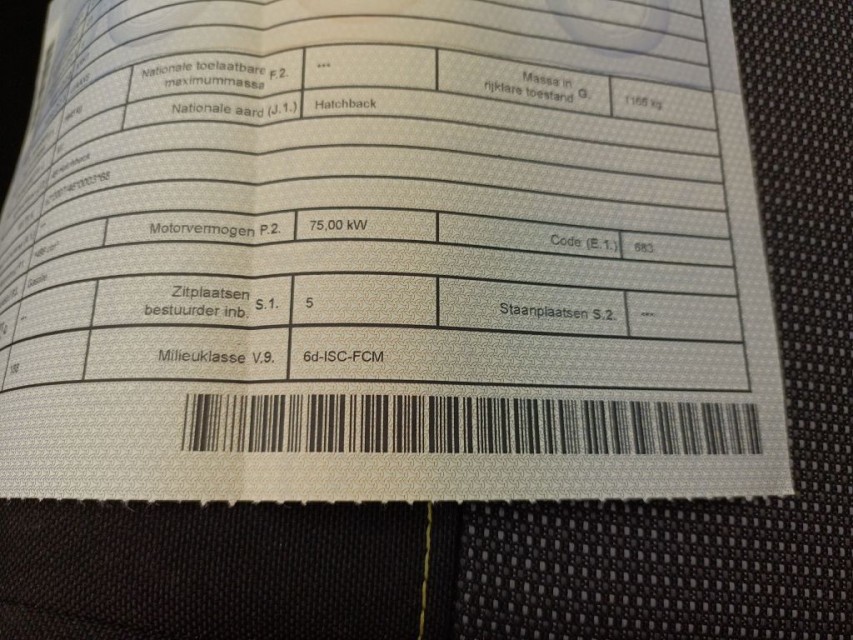 Nationale toelaatbare F.2. ***
maximummassa
Massa in G. 1165 kg
rijklare toestand
Nationale aard (J.1.) Hatchback
Motorvermogen P.2. 75,00 kW
Code (E.1.) 683
Zitplaatsen S.1. 5
bestuurder inb.
Staanplaatsen S.2. ---
Milieuklasse V.9. 6d-ISC-FCM